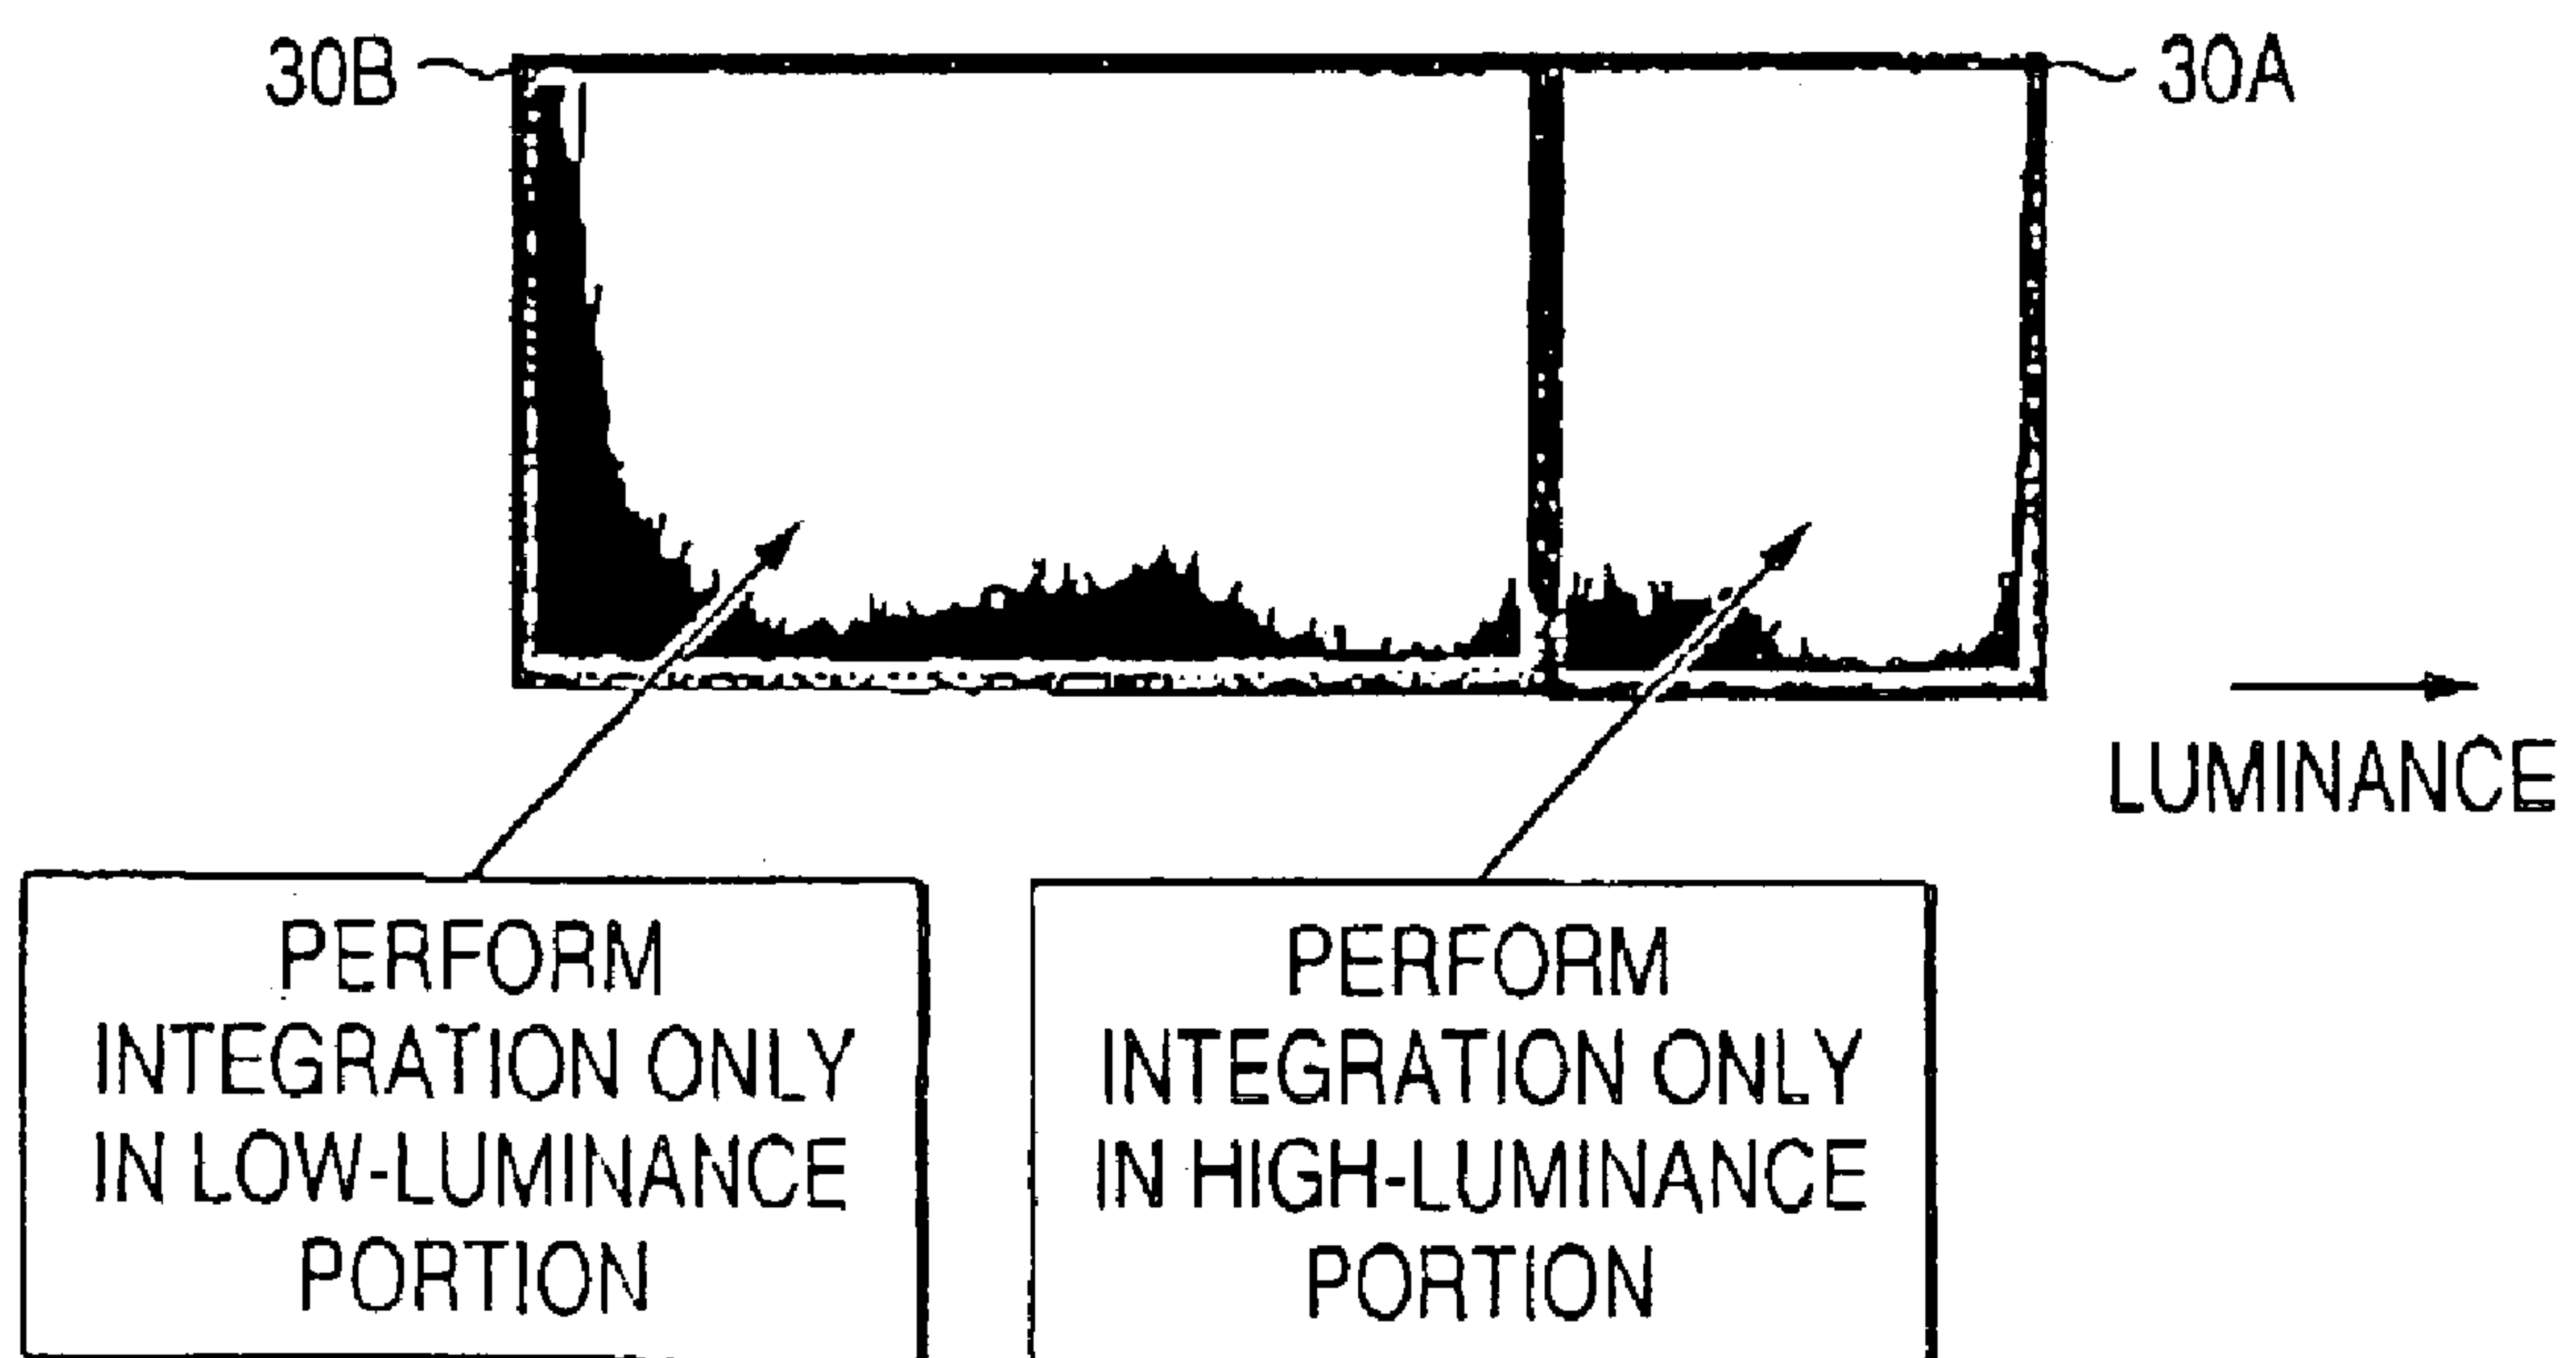 30B
30A
LUMINANCE
PERFORM
INTEGRATION ONLY
IN LOW-LUMINANCE
PORTION
PERFORM
INTEGRATION ONLY
IN HIGH-LUMINANCE
PORTION